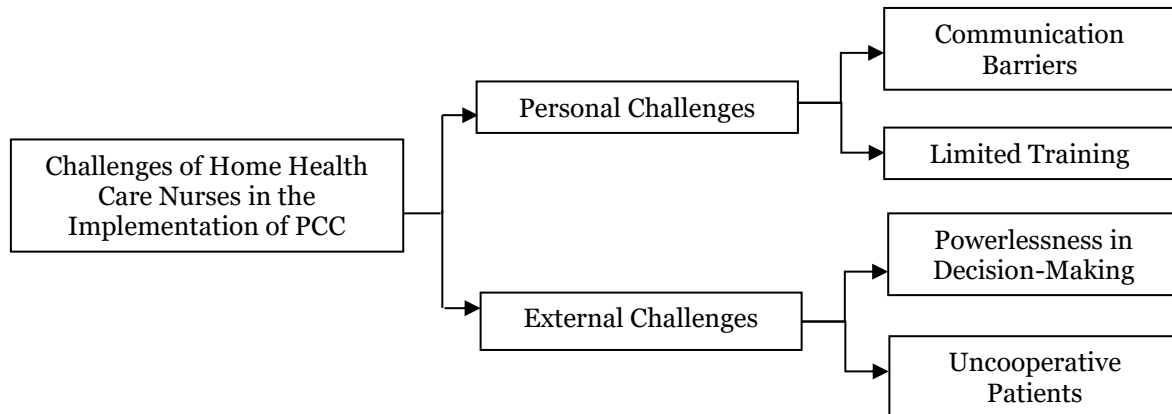 Challenges of Home Health
Care Nurses in the
Implementation of PCC
Personal Challenges
Communication
Barriers
Limited Training
External Challenges
Powerlessness in
Decision-Making
Uncooperative
Patients